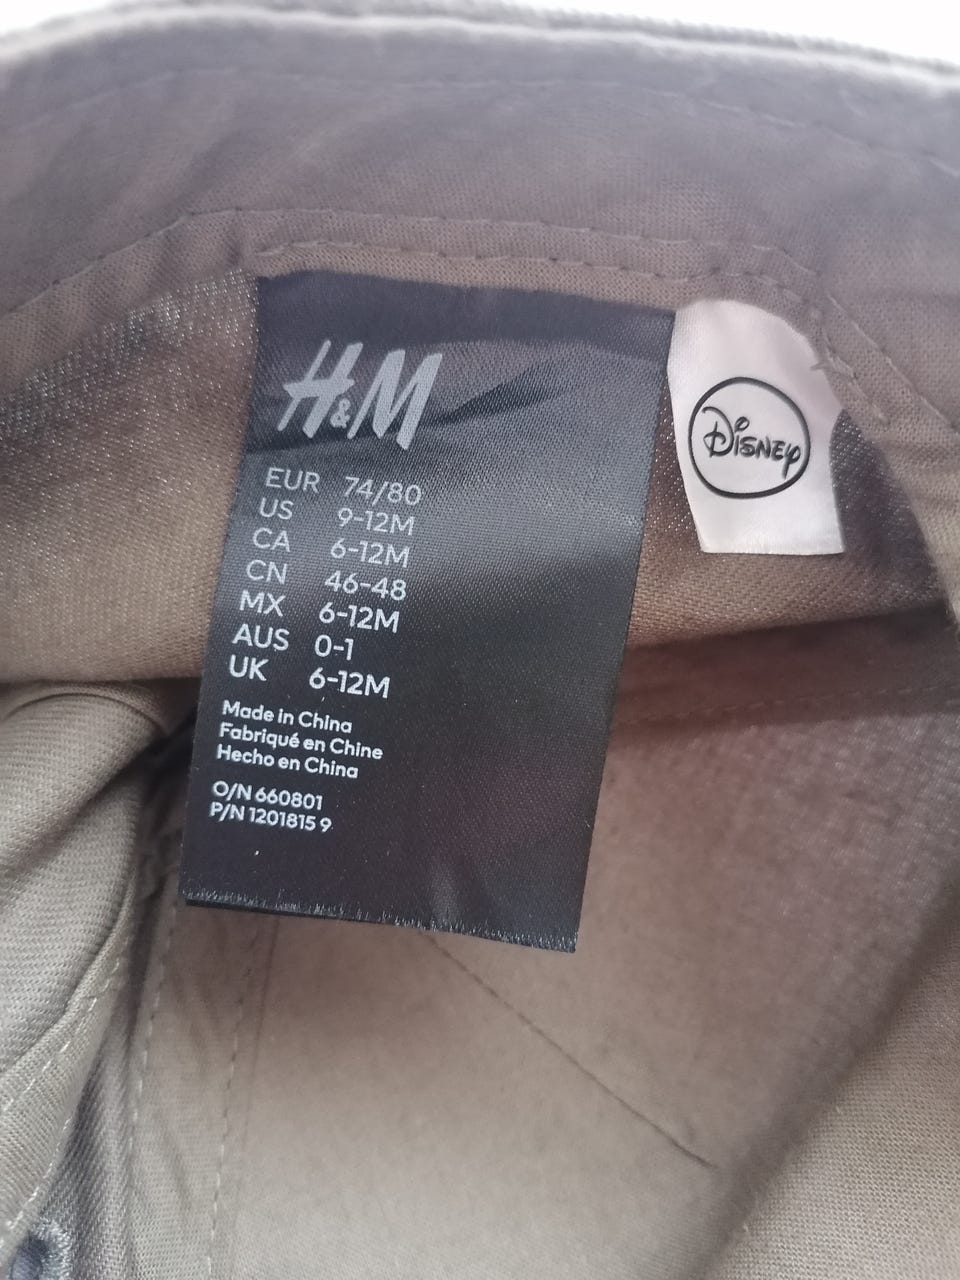 H&M
EUR 74/80
US 9-12M
CA 6-12M
CN 46-48
MX 6-12M
AUS 0-1
UK 6-12M
Made in China
Fabriqué en Chine
Hecho en China
O/N 660801
P/N 1201815 9
Disney